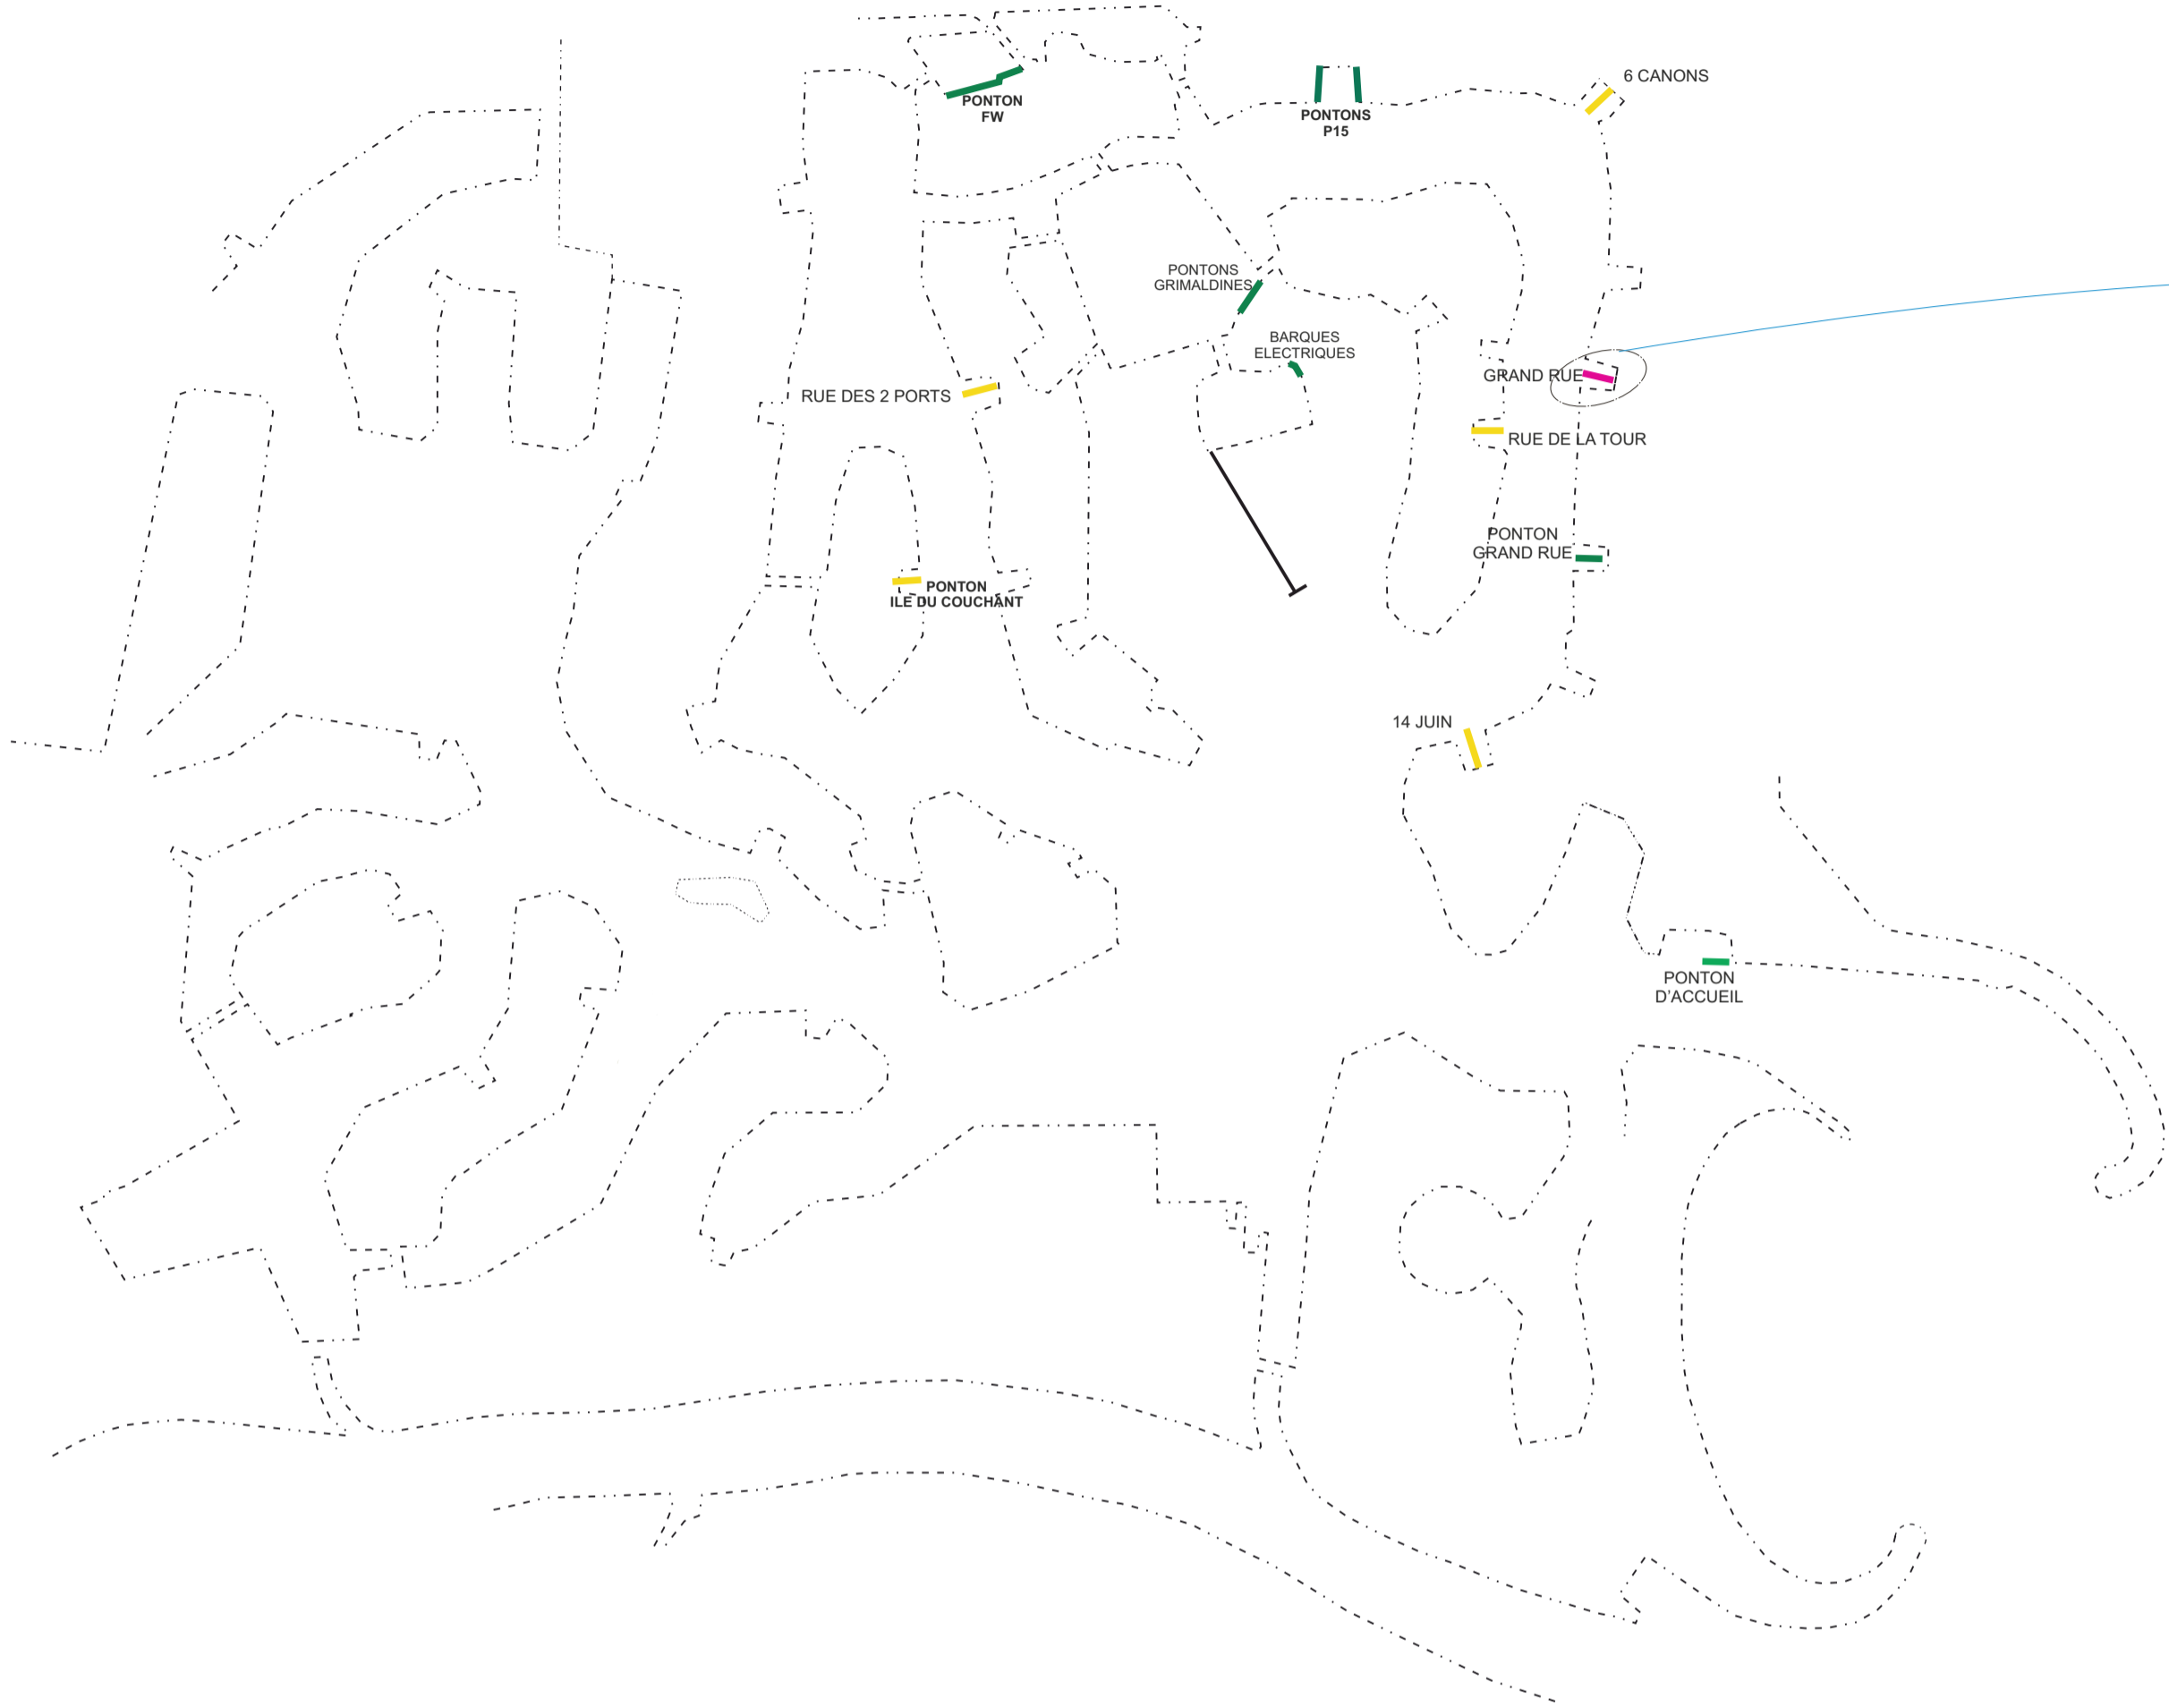 6 CANONS
PONTON
FW
PONTONS
P15
PONTONS
GRIMALDINES
BARQUES
ELECTRIQUES
GRAND RUE
RUE DES 2 PORTS
RUE DE LA TOUR
PONTON
GRAND RUE
PONTON
ILE DU COUCHANT
14 JUIN
PONTON
D'ACCUEIL